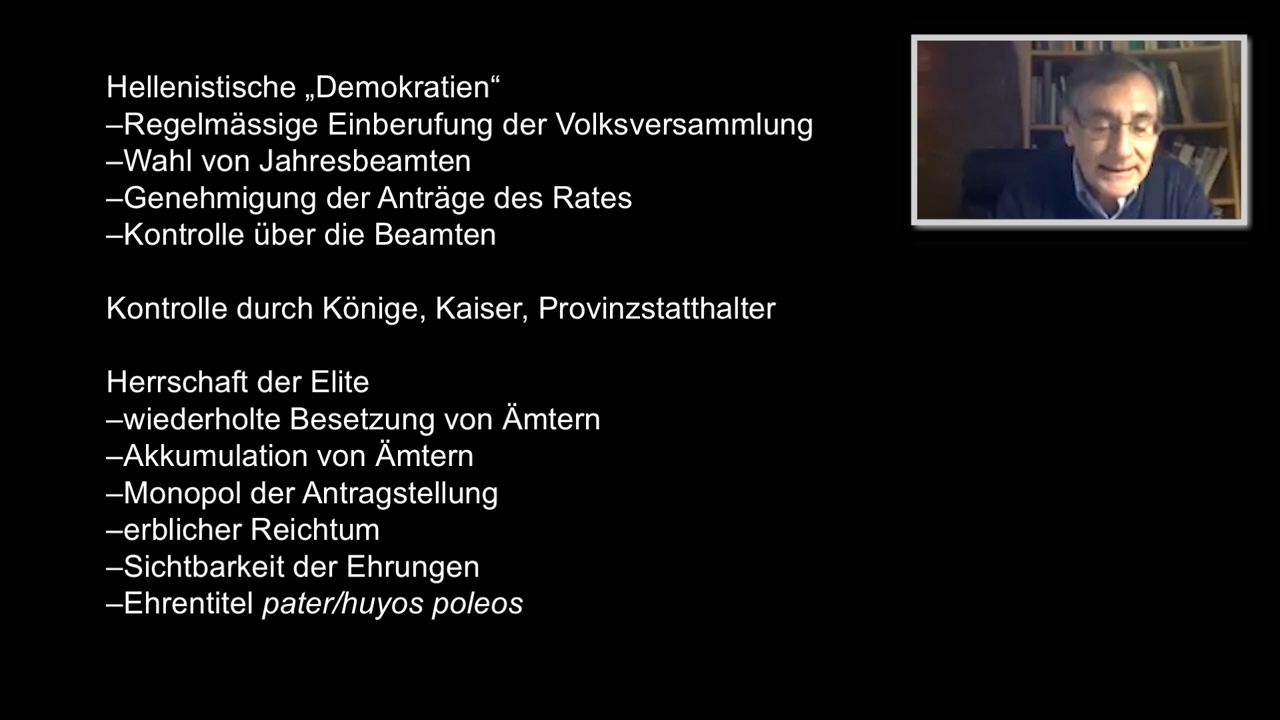 Hellenistische „Demokratien“
–Regelmässige Einberufung der Volksversammlung
–Wahl von Jahresbeamten
–Genehmigung der Anträge des Rates
–Kontrolle über die Beamten
Kontrolle durch Könige, Kaiser, Provinzstatthalter
Herrschaft der Elite
–wiederholte Besetzung von Ämtern
–Akkumulation von Ämtern
–Monopol der Antragstellung
–erblicher Reichtum
–Sichtbarkeit der Ehrungen
–Ehrentitel pater/huyos poleos